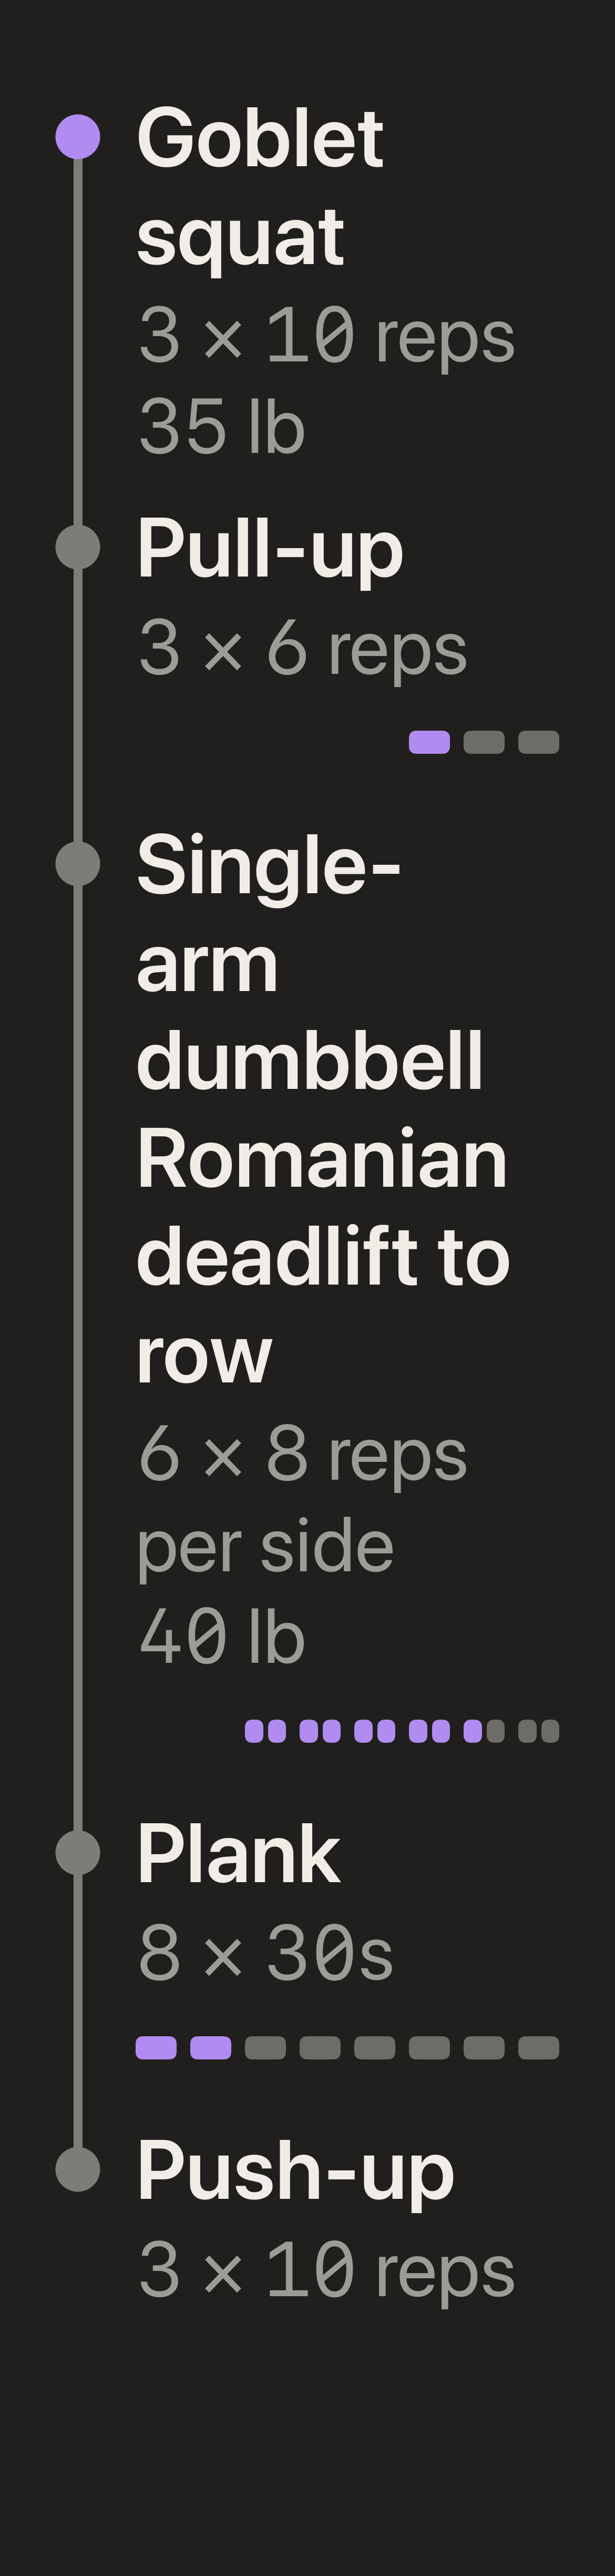 Goblet
squat
3 × 10 reps
35 lb
Pull-up
3 × 6 reps
Single-
arm
dumbbell
Romanian
deadlift to
row
6 × 8 reps
per side
40 lb
Plank
8 × 30s
Push-up
3 × 10 reps